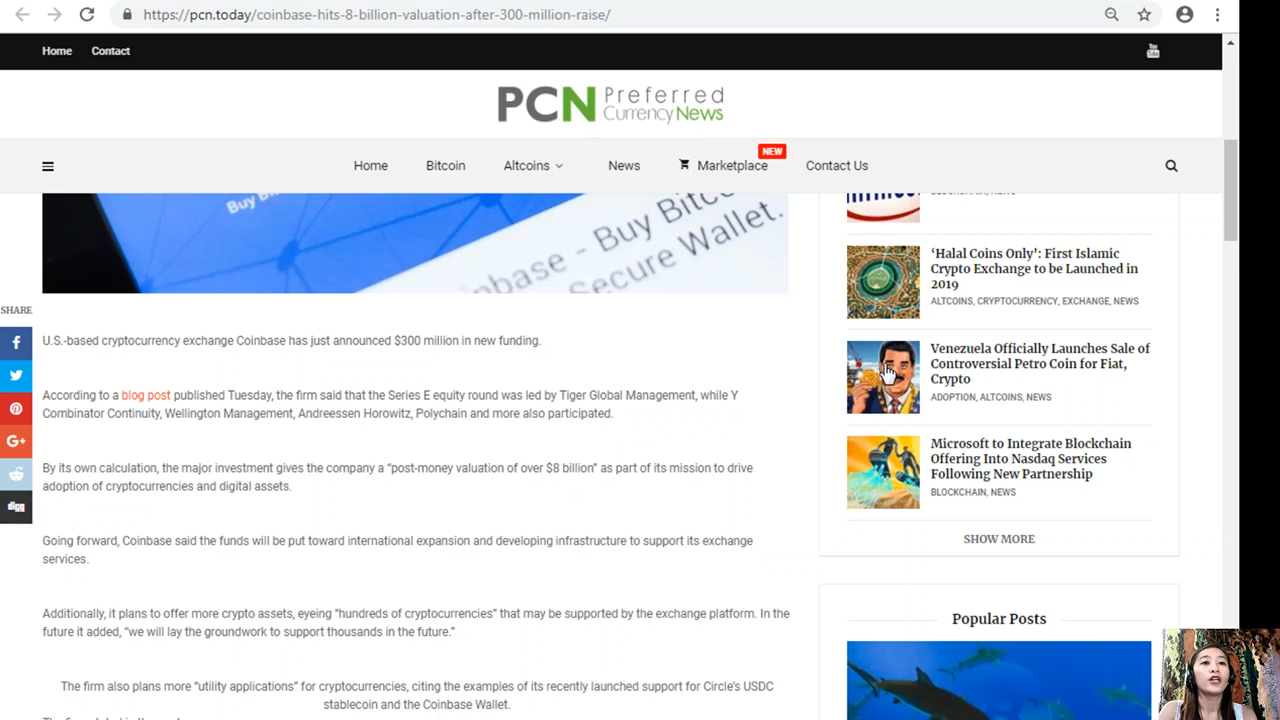 https://pcn.today/coinbase-hits-8-billion-valuation-after-300-million-raise/
Home Contact
You Tube
PCN Preferred CurrencyNews
NEW
Home Bitcoin Altcoins News Marketplace Contact Us
Buy
base - Buy Bitco
Secure Wallet.
BLOCKCHAIN, NEWS
'Halal Coins Only': First Islamic
Crypto Exchange to be Launched in
2019
ALTCOINS, CRYPTOCURRENCY, EXCHANGE, NEWS
SHARE
U.S.-based cryptocurrency exchange Coinbase has just announced $300 million in new funding.
Venezuela Officially Launches Sale of
Controversial Petro Coin for Fiat,
Crypto
ADOPTION, ALTCOINS, NEWS
According to a blog post published Tuesday, the firm said that the Series E equity round was led by Tiger Global Management, while Y
Combinator Continuity, Wellington Management, Andreessen Horowitz, Polychain and more also participated.
Microsoft to Integrate Blockchain
Offering Into Nasdaq Services
Following New Partnership
BLOCKCHAIN, NEWS
By its own calculation, the major investment gives the company a “post-money valuation of over $8 billion” as part of its mission to drive
adoption of cryptocurrencies and digital assets.
digg
SHOW MORE
Going forward, Coinbase said the funds will be put toward international expansion and developing infrastructure to support its exchange
services.
Additionally, it plans to offer more crypto assets, eyeing “hundreds of cryptocurrencies” that may be supported by the exchange platform. In the
future it added, “we will lay the groundwork to support thousands in the future.”
Popular Posts
The firm also plans more “utility applications” for cryptocurrencies, citing the examples of its recently launched support for Circle's USDC
stablecoin and the Coinbase Wallet.